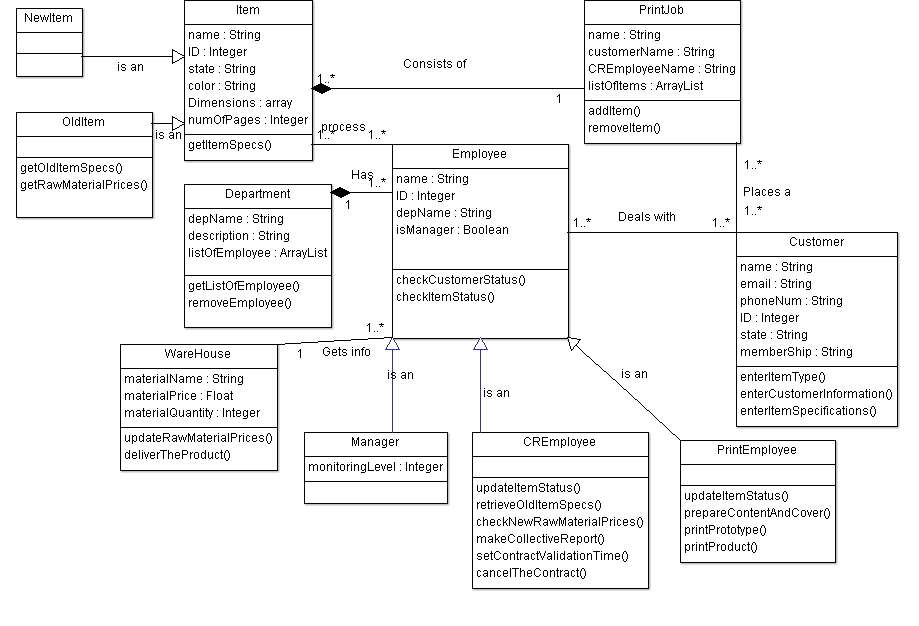 NewItem
is an
OldItem
getOldItemSpecs()
getRawMaterialPrices()
is an
Item
name : String
ID : Integer
state : String
color : String
Dimensions : array
numOfPages : Integer
getItemSpecs()
1..*
Consists of
1
PrintJob
name : String
customerName : String
CREmployeeName : String
listOfItems : ArrayList
addItem()
removeItem()
1..*
process
1..*
Employee
name : String
ID : Integer
depName : String
isManager : Boolean
checkCustomerStatus()
checkItemStatus()
Has
1..*
1
Department
depName : String
description : String
listOfEmployee : ArrayList
getListOfEmployee()
removeEmployee()
1..*
Places a
1..*
1..*
Deals with
1..*
Customer
name : String
email : String
phoneNum : String
ID : Integer
state : String
memberShip : String
enterItemType()
enterCustomerInformation()
enterItemSpecifications()
1..*
1
Gets info
WareHouse
materialName : String
materialPrice : Float
materialQuantity : Integer
updateRawMaterialPrices()
deliverTheProduct()
is an
is an
is an
Manager
monitoringLevel : Integer
CREmployee
updateItemStatus()
retrieveOldItemSpecs()
checkNewRawMaterialPrices()
makeCollectiveReport()
setContractValidationTime()
cancelTheContract()
PrintEmployee
updateItemStatus()
prepareContentAndCover()
printPrototype()
printProduct()